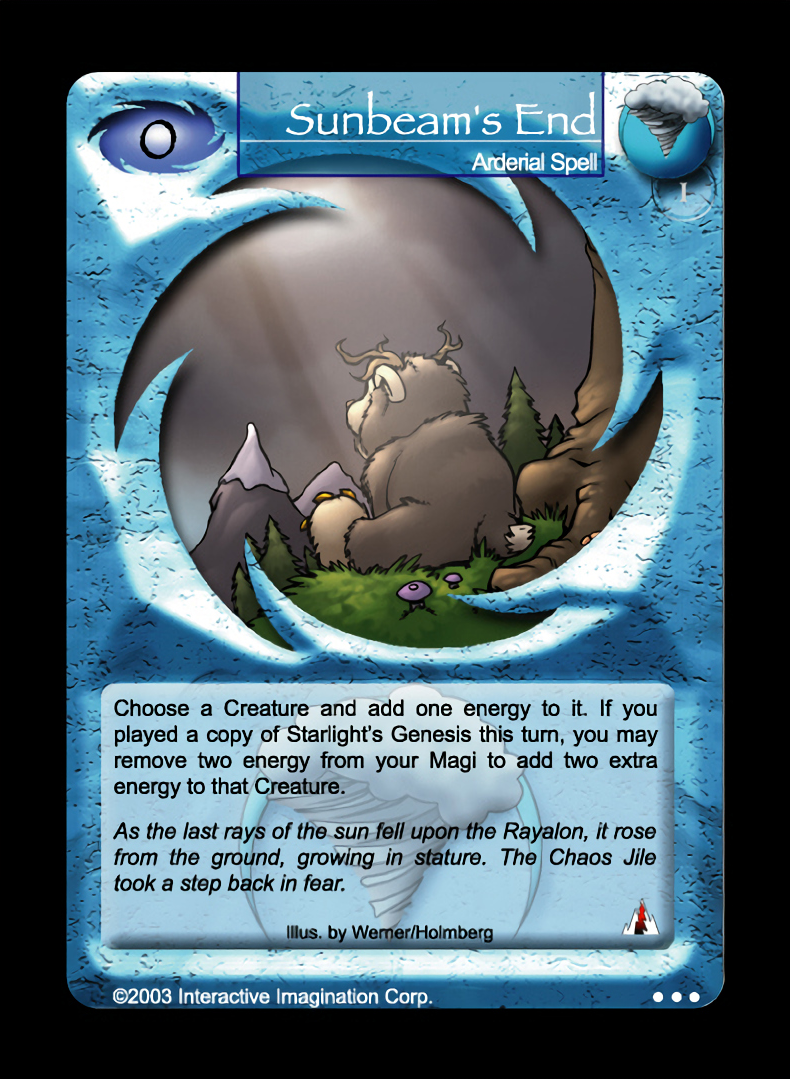 0
Sunbeam's End
Arderial Spell
I
Choose a Creature and add one energy to it. If you
played a copy of Starlight's Genesis this turn, you may
remove two energy from your Magi to add two extra
energy to that Creature.
As the last rays of the sun fell upon the Rayalon, it rose
from the ground, growing in stature. The Chaos Jile
took a step back in fear.
Illus. by Werner/Holmberg
©2003 Interactive Imagination Corp.